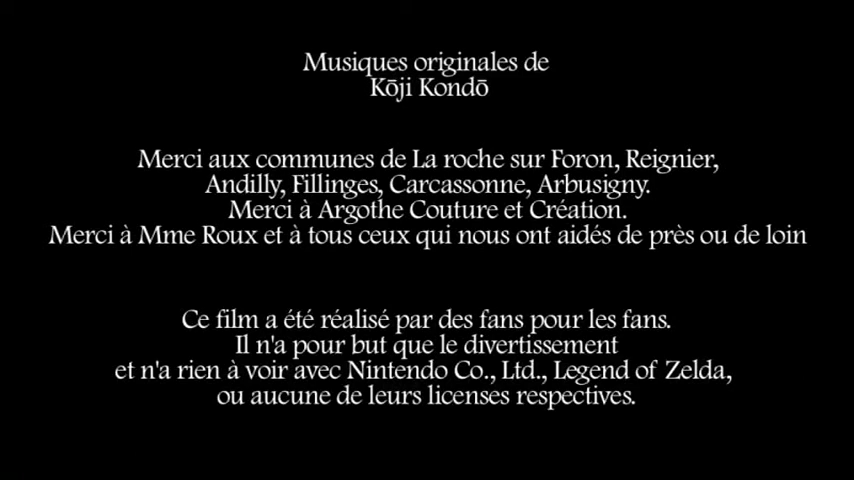 Musiques originales de
Kōji Kondō
Merci aux communes de La roche sur Foron, Reignier,
Andilly, Fillinges, Carcassonne, Arbusigny.
Merci à Argothe Couture et Création.
Merci à Mme Roux et à tous ceux qui nous ont aidés de près ou de loin
Ce film a été réalisé par des fans pour les fans.
Il n'a pour but que le divertissement
et n'a rien à voir avec Nintendo Co., Ltd., Legend of Zelda,
ou aucune de leurs licenses respectives.